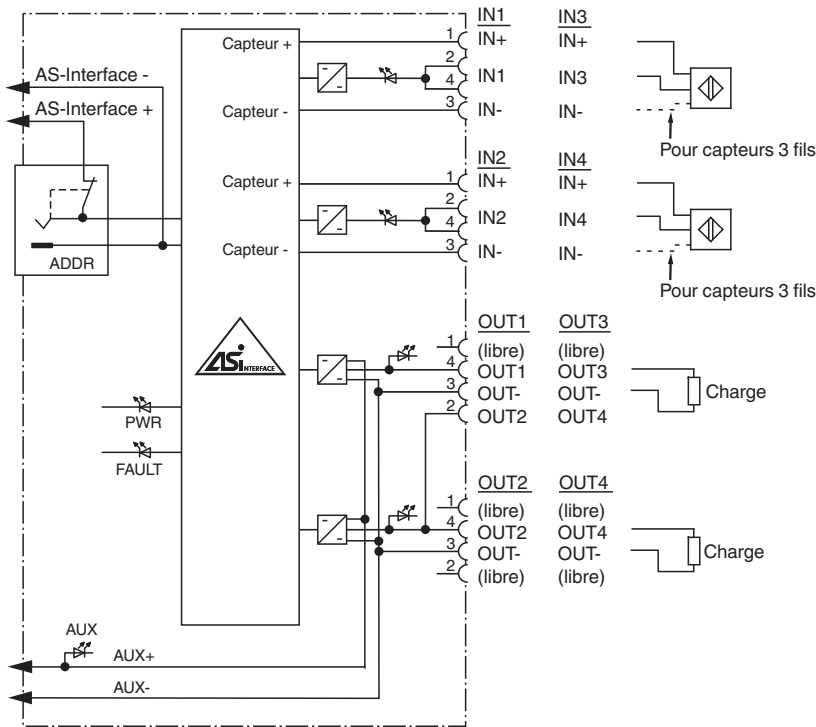 AS-Interface -
AS-Interface +
ADDR
PWR
FAULT
AUX
AUX+
AUX-
Capteur +
Capteur -
Capteur +
Capteur -
ASi INTERFACE
IN1 IN3
1 IN+ IN+
2
4 IN1 IN3
3 IN- IN-
Pour capteurs 3 fils
IN2 IN4
1 IN+ IN+
2
4 IN2 IN4
3 IN- IN-
Pour capteurs 3 fils
OUT1 OUT3
1 (libre) (libre)
4 OUT1 OUT3
3 OUT- OUT-
2 OUT2 OUT4
Charge
OUT2 OUT4
1 (libre) (libre)
4 OUT2 OUT4
3 OUT- OUT-
2 (libre) (libre)
Charge